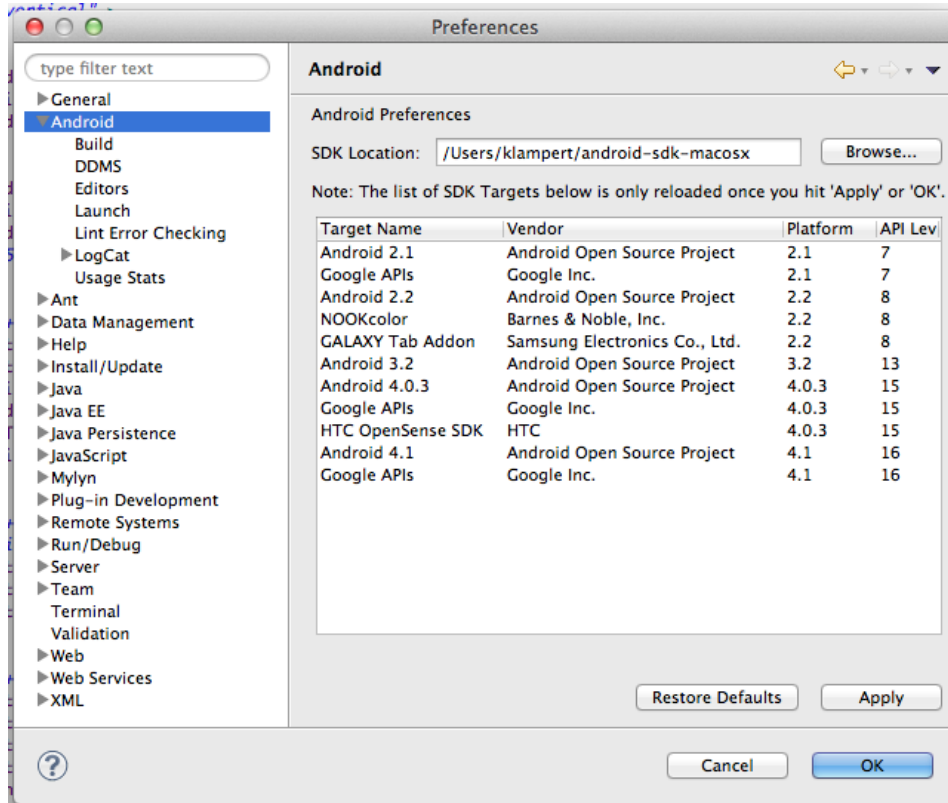 vertical"
Preferences
type filter text
General
Android
Build
DDMS
Editors
Launch
Lint Error Checking
LogCat
Usage Stats
Ant
Data Management
Help
Install/Update
Java
Java EE
Java Persistence
JavaScript
Mylyn
Plug-in Development
Remote Systems
Run/Debug
Server
Team
Terminal
Validation
Web
Web Services
XML
Android
Android Preferences
SDK Location: /Users/klampert/android-sdk-macosx Browse...
Note: The list of SDK Targets below is only reloaded once you hit 'Apply' or 'OK'.
Target Name Vendor Platform API Lev
Android 2.1 Android Open Source Project 2.1 7
Google APIs Google Inc. 2.1 7
Android 2.2 Android Open Source Project 2.2 8
NOOKcolor Barnes & Noble, Inc. 2.2 8
GALAXY Tab Addon Samsung Electronics Co., Ltd. 2.2 8
Android 3.2 Android Open Source Project 3.2 13
Android 4.0.3 Android Open Source Project 4.0.3 15
Google APIs Google Inc. 4.0.3 15
HTC OpenSense SDK HTC 4.0.3 15
Android 4.1 Android Open Source Project 4.1 16
Google APIs Google Inc. 4.1 16
Restore Defaults Apply
? Cancel OK